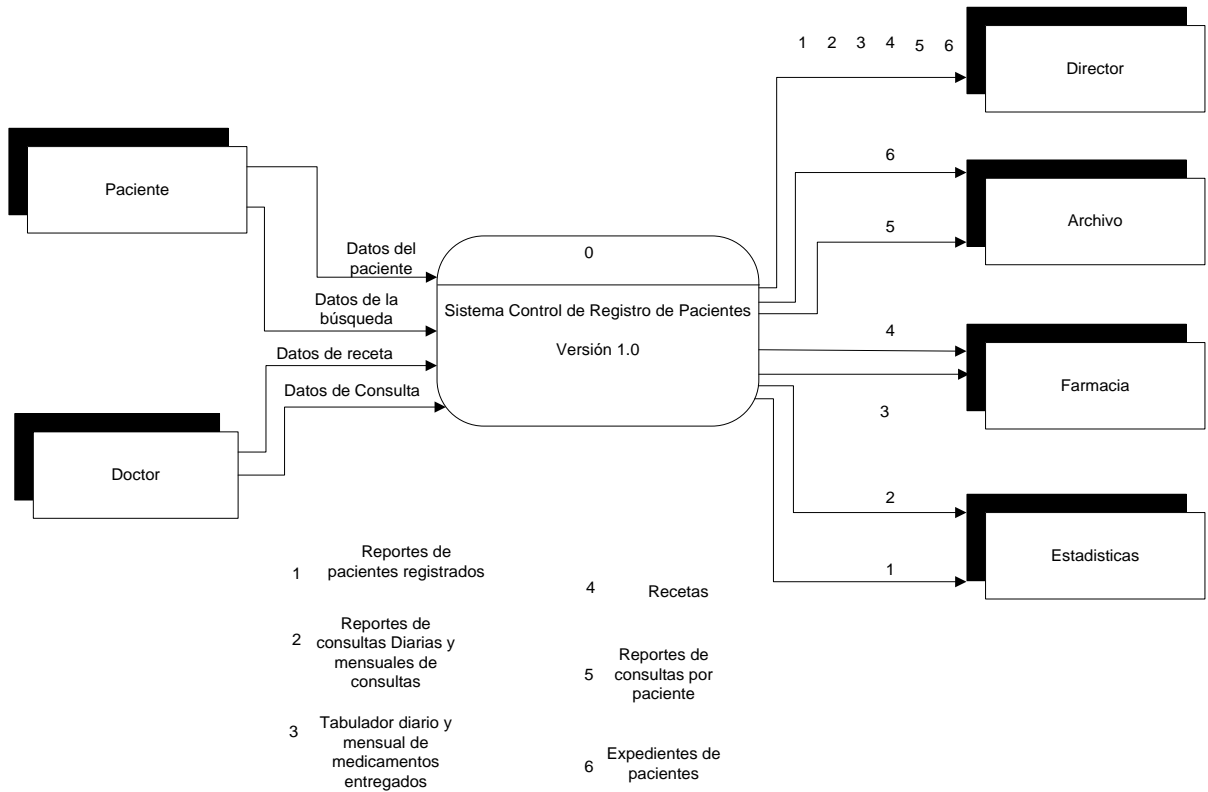 1 2 3 4 5 6
Director
Paciente
6
Archivo
5
Datos del
paciente
0
Datos de la
búsqueda
Sistema Control de Registro de Pacientes
Versión 1.0
Datos de receta
Datos de Consulta
4
Farmacia
3
Doctor
2
Estadisticas
1
1
Reportes de
pacientes registrados
2
Reportes de
consultas Diarias y
mensuales de
consultas
3
Tabulador diario y
mensual de
medicamentos
entregados
4
Recetas
5
Reportes de
consultas por
paciente
6
Expedientes de
pacientes